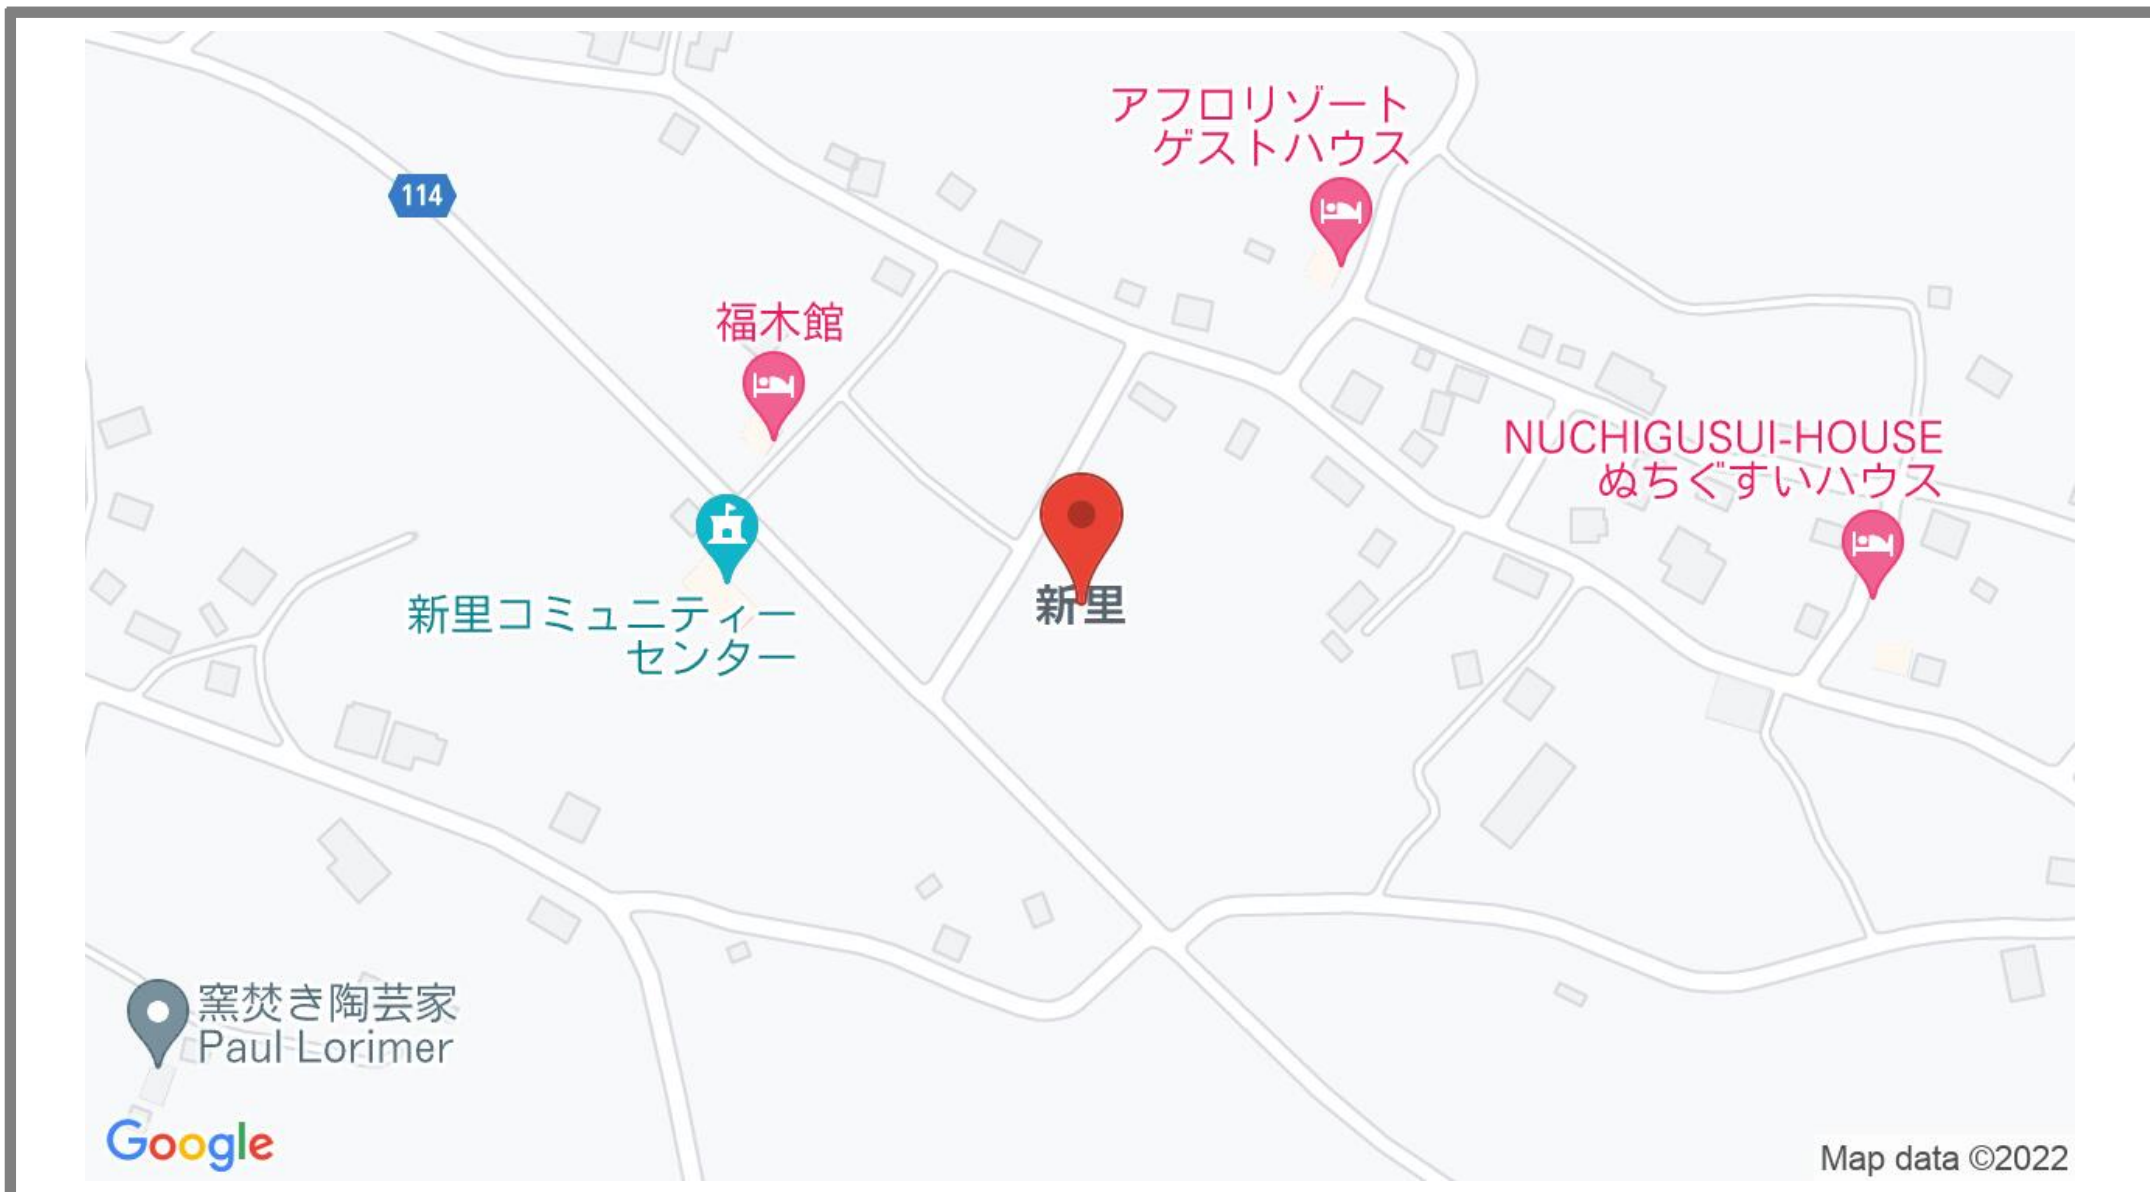 アフロリゾート
ゲストハウス
114
福木館
NUCHIGUSUI-HOUSE
ぬちぐすいハウス
新里
新里コミュニティー
センター
窯焚き陶芸家
Paul Lorimer
Google
Map data ©2022